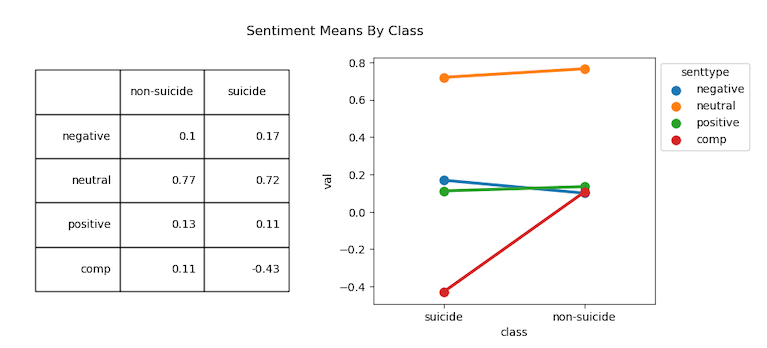 Sentiment Means By Class
non-suicide suicide
negative 0.1 0.17
neutral 0.77 0.72
positive 0.13 0.11
comp 0.11 -0.43
val
0.8
0.6
0.4
0.2
0.0
−0.2
−0.4
suicide non-suicide
class
senttype
negative
neutral
positive
comp